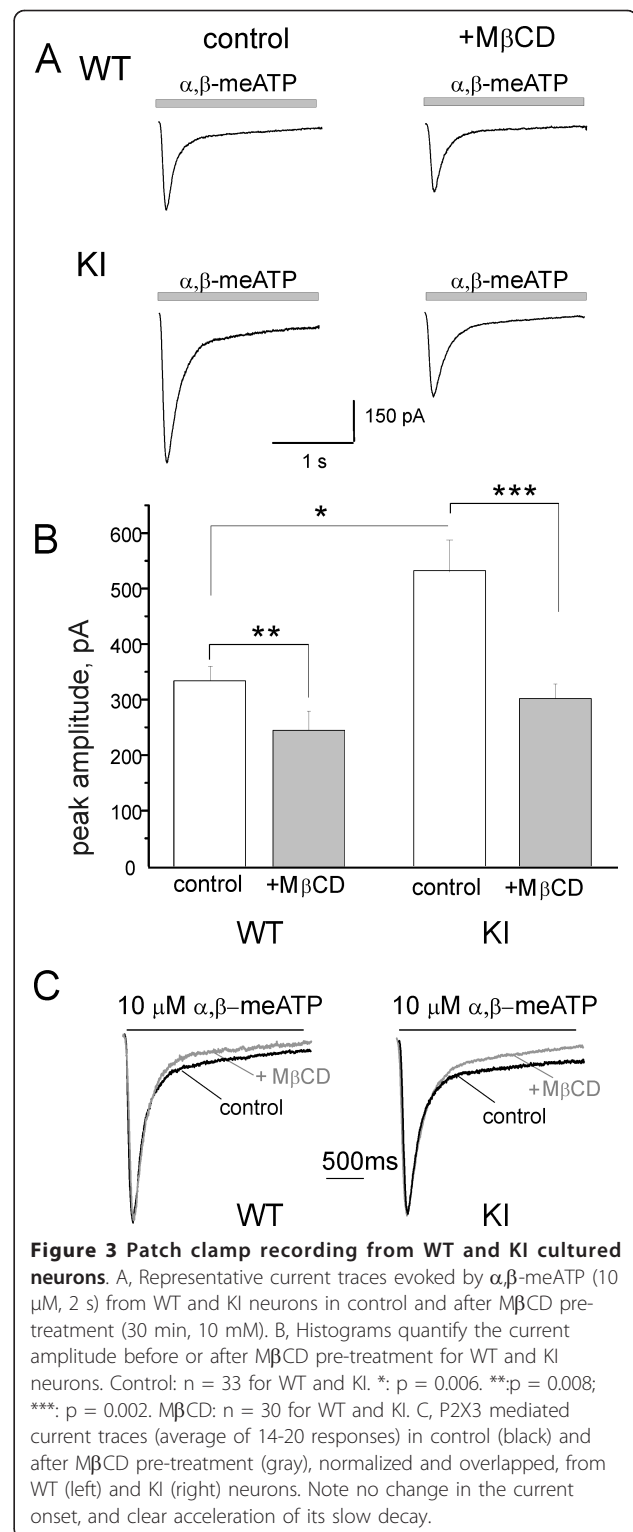 control +MβCD
A WT
α,β-meATP α,β-meATP
KI
α,β-meATP α,β-meATP
150 pA
1 s
B
peak amplitude, pA
600
500
400
300
200
100
0
*
**
***
control +MβCD control +MβCD
WT KI
C
10 μM α,β–meATP 10 μM α,β–meATP
+ MβCD +MβCD
control control
500ms
WT KI
Figure 3 Patch clamp recording from WT and KI cultured
neurons. A, Representative current traces evoked by α,β-meATP (10
μM, 2 s) from WT and KI neurons in control and after MβCD pre-
treatment (30 min, 10 mM). B, Histograms quantify the current
amplitude before or after MβCD pre-treatment for WT and KI
neurons. Control: n = 33 for WT and KI. *: p = 0.006. **:p = 0.008;
***: p = 0.002. MβCD: n = 30 for WT and KI. C, P2X3 mediated
current traces (average of 14-20 responses) in control (black) and
after MβCD pre-treatment (gray), normalized and overlapped, from
WT (left) and KI (right) neurons. Note no change in the current
onset, and clear acceleration of its slow decay.